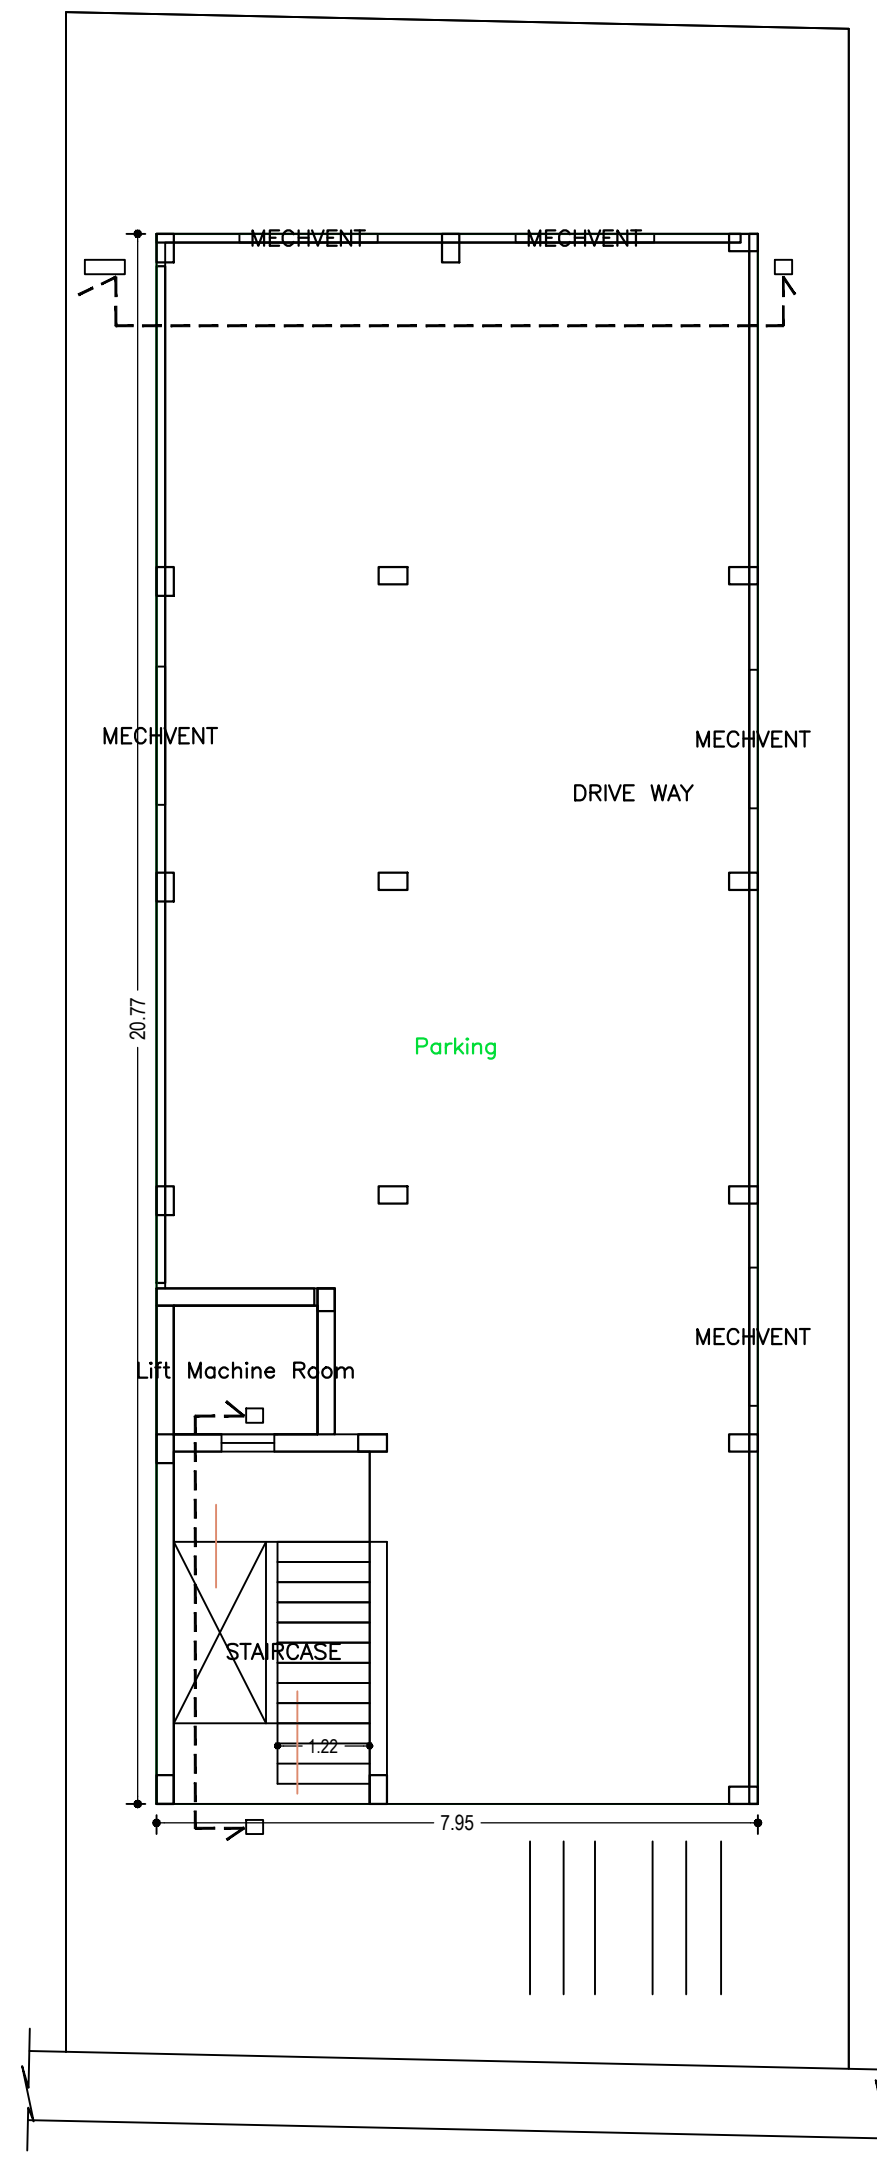 MECHVENT MECHVENT
MECHVENT
MECHVENT
DRIVE WAY
20.77
Parking
MECHVENT
Lift Machine Room
STAIRCASE
1.22
7.95